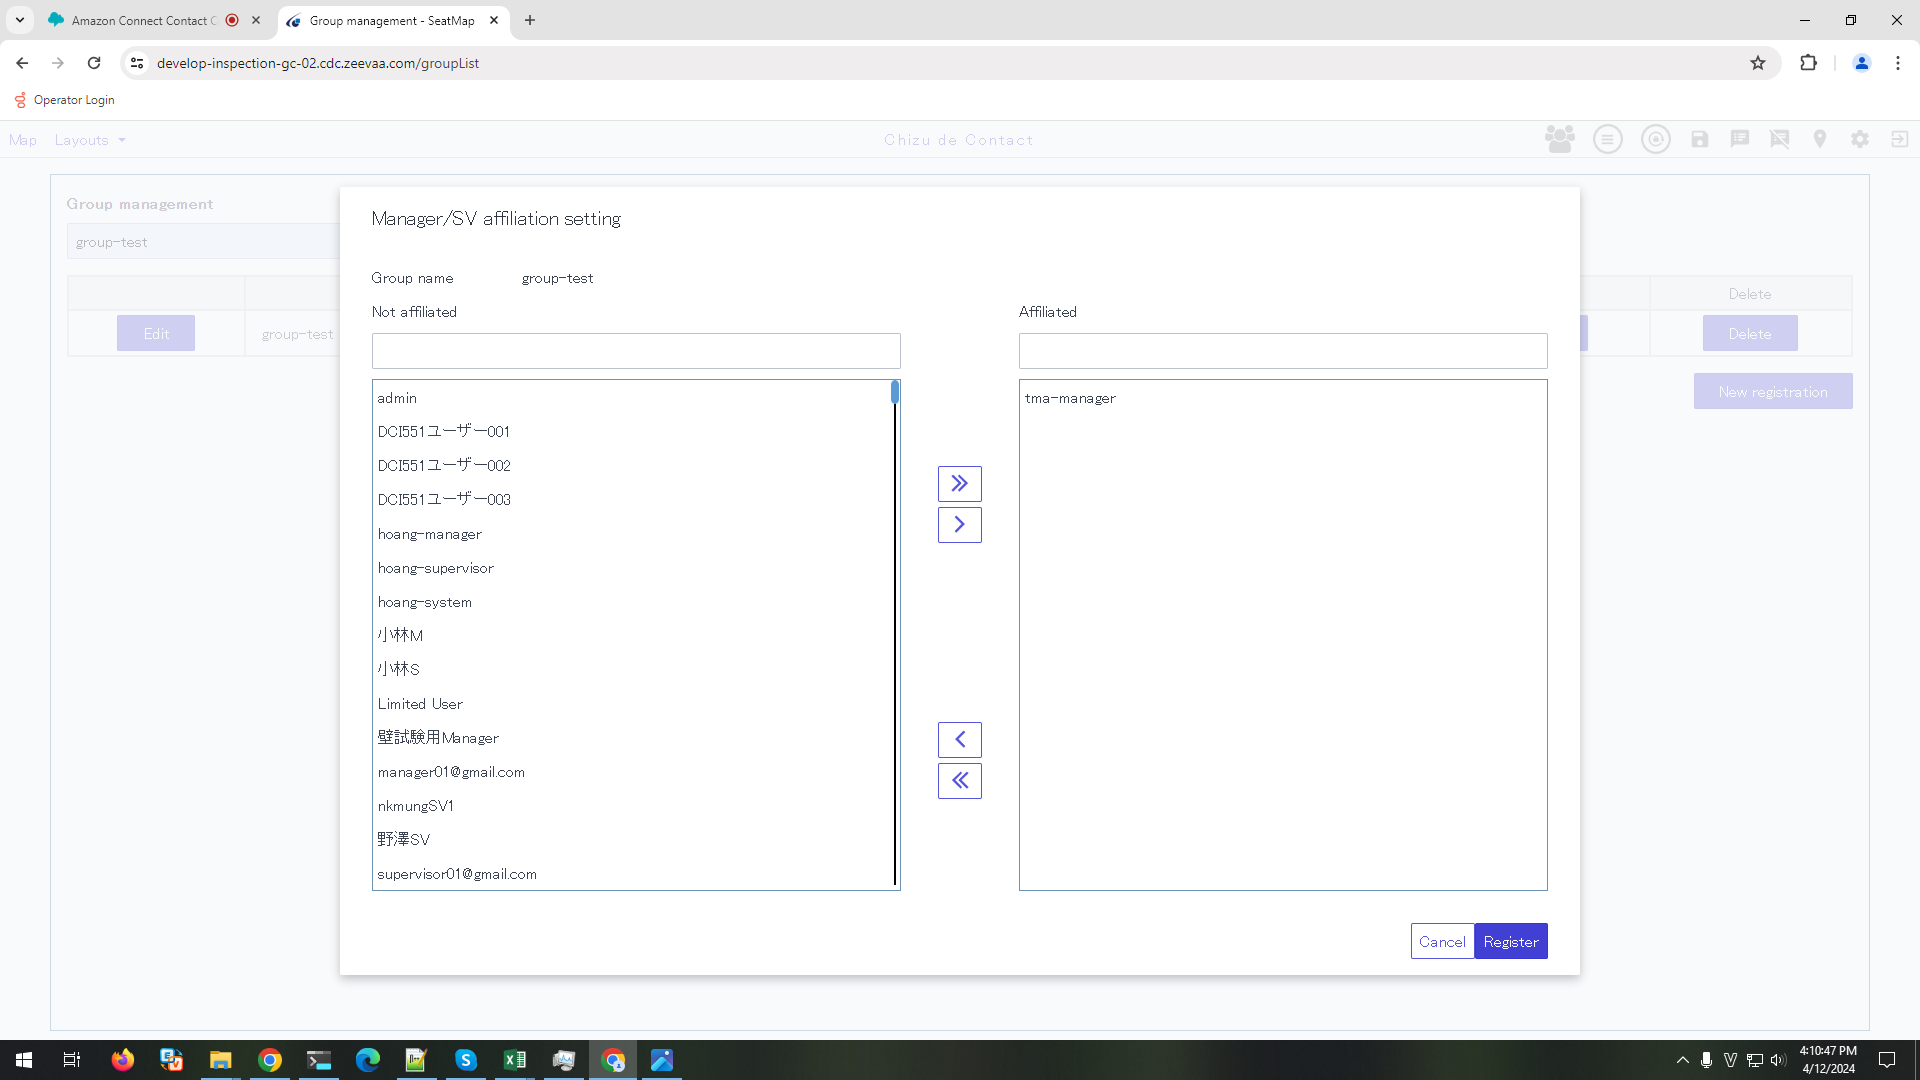 Amazon Connect Contact C
Group management - SeatMap
develop-inspection-gc-02.cdc.zeevaa.com/groupList
Operator Login
Map Layouts
Chizu de Contact
Group management
group-test
Delete
Edit group-test
Delete
New registration
Manager/SV affiliation setting
Group name group-test
Not affiliated
Affiliated
admin
DCI551ユーザー001
DCI551ユーザー002
DCI551ユーザー003
hoang-manager
hoang-supervisor
hoang-system
小林M
小林S
Limited User
壁試験用Manager
manager01@gmail.com
nkmungSV1
野澤SV
supervisor01@gmail.com
tma-manager
Cancel Register
4:10:47 PM
4/12/2024